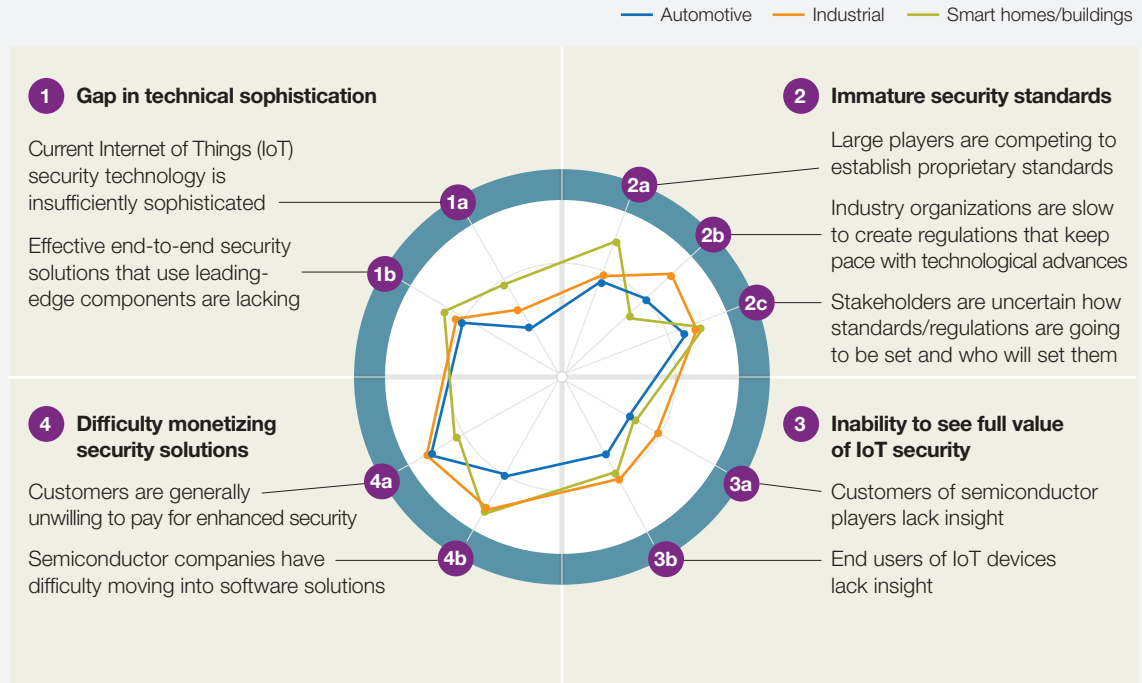 Automotive
Industrial
Smart homes/buildings
1
Gap in technical sophistication
Current Internet of Things (IoT)
security technology is
insufficiently sophisticated
Effective end-to-end security
solutions that use leading-
edge components are lacking
1a
1b
2
Immature security standards
Large players are competing to
establish proprietary standards
Industry organizations are slow
to create regulations that keep
pace with technological advances
Stakeholders are uncertain how
standards/regulations are going
to be set and who will set them
2a
2b
2c
4
Difficulty monetizing
security solutions
Customers are generally
unwilling to pay for enhanced security
Semiconductor companies have
difficulty moving into software solutions
4a
4b
3
Inability to see full value
of IoT security
Customers of semiconductor
players lack insight
End users of IoT devices
lack insight
3a
3b